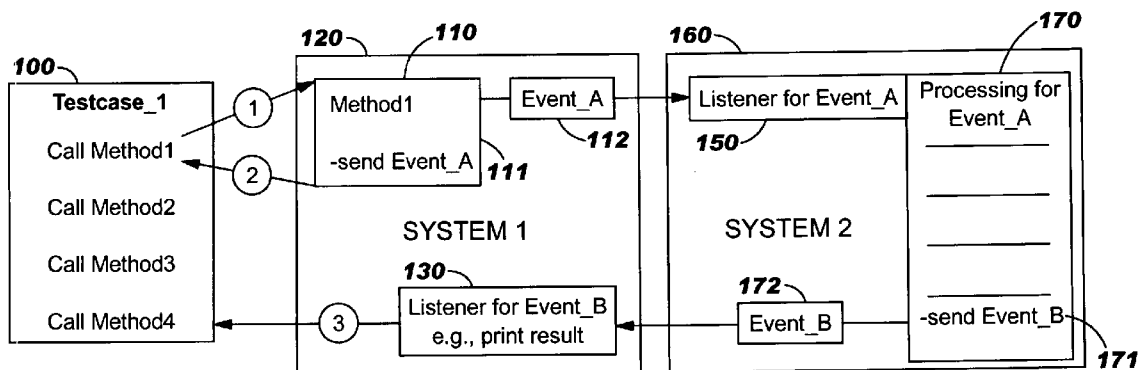 100
Testcase_1
Call Method1
Call Method2
Call Method3
Call Method4
1
2
3
120
110
Method1
-send Event_A
111
Event_A
112
SYSTEM 1
130
Listener for Event_B
e.g., print result
160
170
Listener for Event_A
150
Processing for
Event_A
SYSTEM 2
172
Event_B
-send Event_B
171